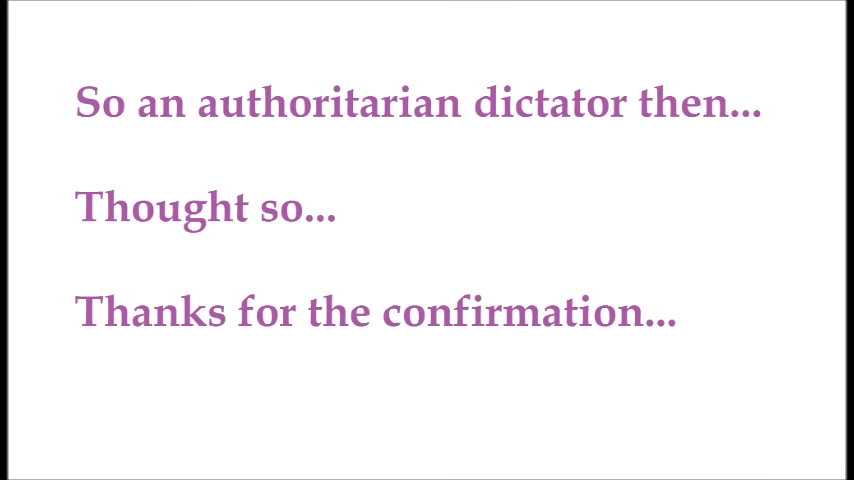 So an authoritarian dictator then...
Thought so...
Thanks for the confirmation...